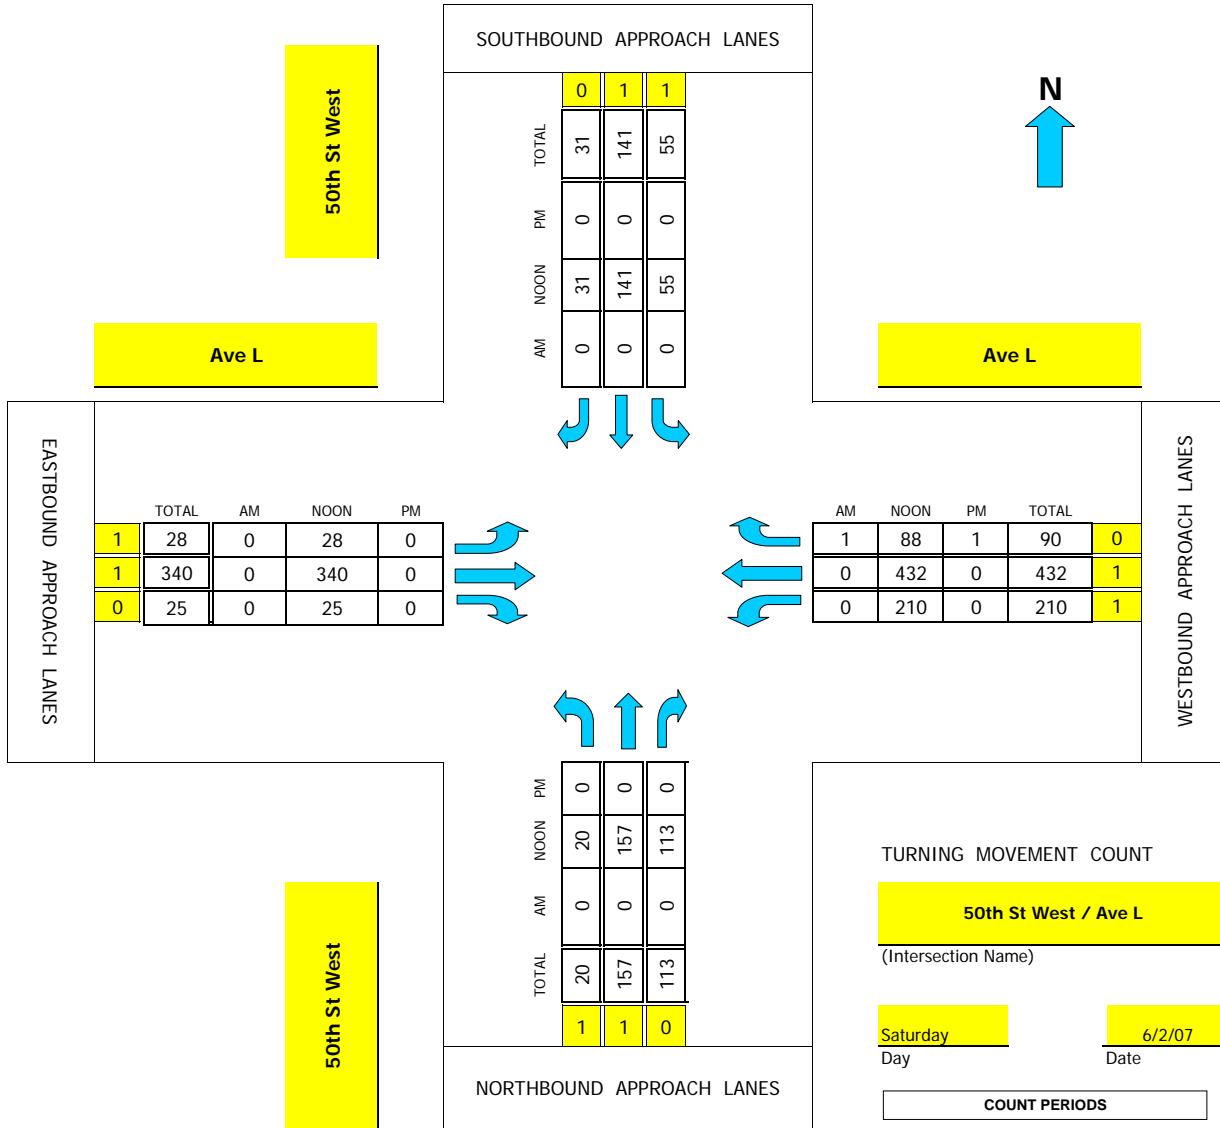 SOUTHBOUND APPROACH LANES
0 1 1
TOTAL 31 141 55
PM 0 0 0
NOON 31 141 55
AM 0 0 0
50th St West
N
Ave L
Ave L
EASTBOUND APPROACH LANES
TOTAL AM NOON PM
1 28 0 28 0
1 340 0 340 0
0 25 0 25 0
AM NOON PM TOTAL
1 88 1 90 0
0 432 0 432 1
0 210 0 210 1
WESTBOUND APPROACH LANES
PM 0 0 0
NOON 20 157 113
AM 0 0 0
TOTAL 20 157 113
1 1 0
NORTHBOUND APPROACH LANES
50th St West
TURNING MOVEMENT COUNT
50th St West / Ave L
(Intersection Name)
Saturday 6/2/07
Day Date
COUNT PERIODS